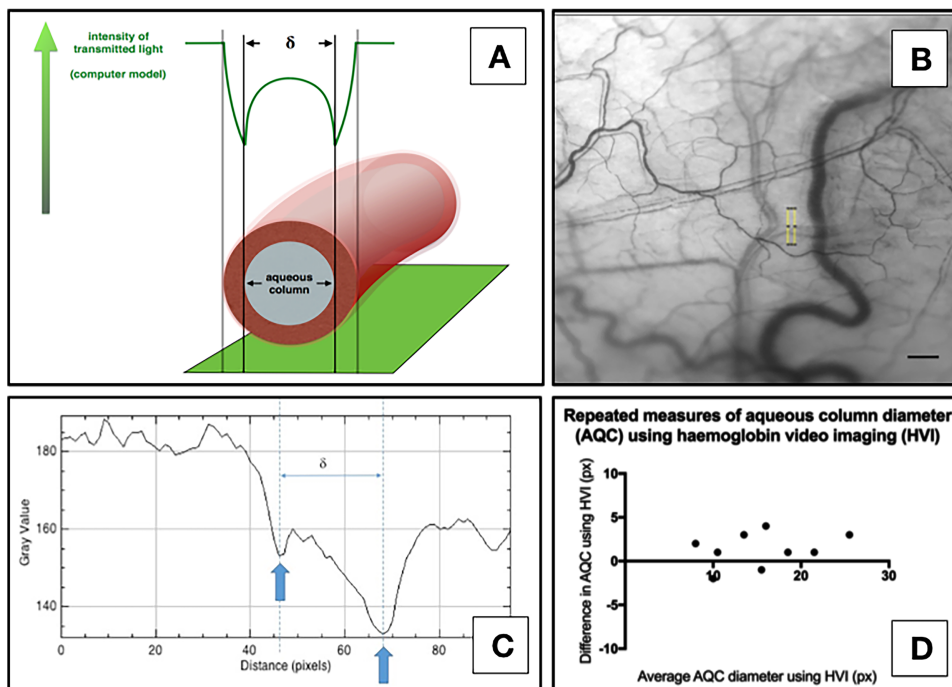 intensity of
transmitted light
(computer model)
δ
A
aqueous
column
B
180
160
140
Gray Value
δ
0
20
40
60
80
Distance (pixels)
C
Repeated measures of aqueous column diameter
(AQC) using haemoglobin video imaging (HVI)
10
5
0
-5
-10
10
20
30
Difference in AQC using HVI (px)
Average AQC diameter using HVI (px)
D